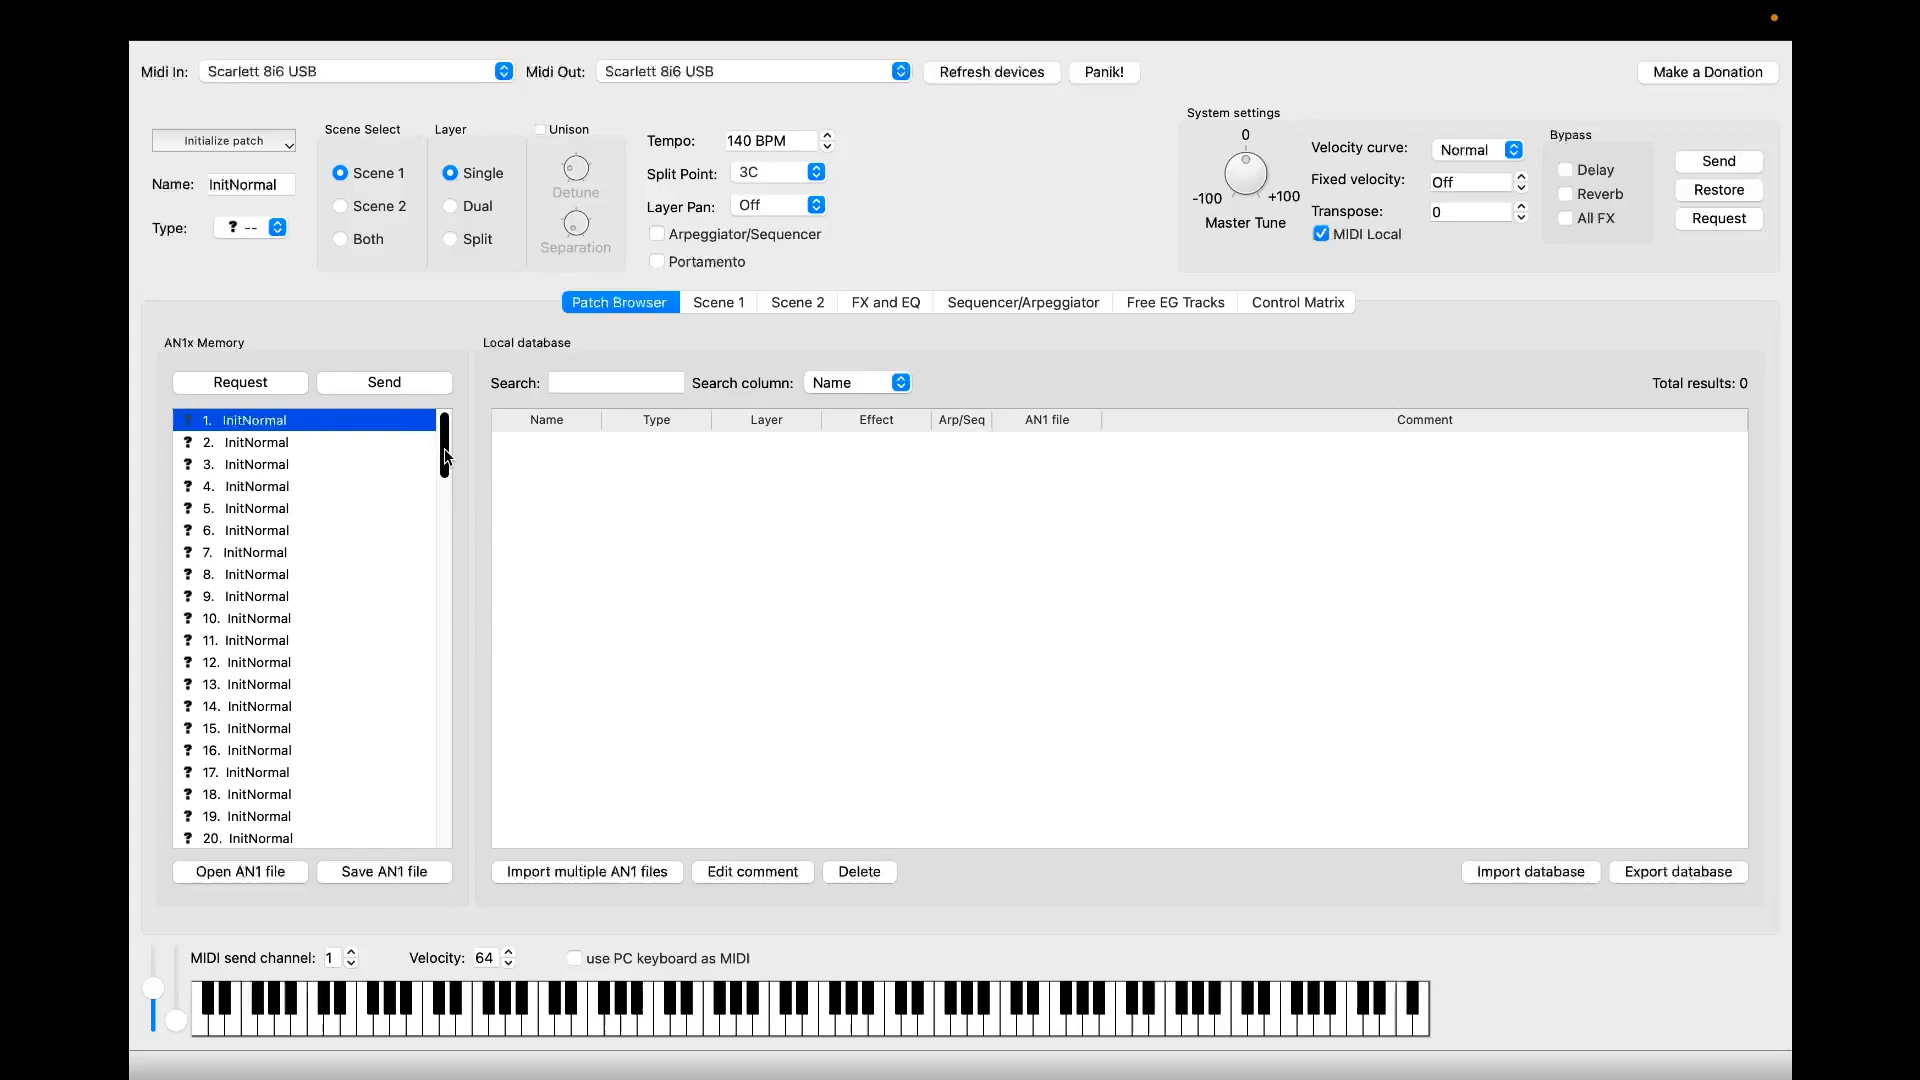 Midi In: Scarlett 8i6 USB Midi Out: Scarlett 8i6 USB Refresh devices Panik! Make a Donation
Initialize patch
Name: InitNormal
Type: ? --
Scene Select
Scene 1
Scene 2
Both
Layer
Single
Dual
Split
Unison
Detune
Separation
Tempo: 140 BPM
Split Point: 3C
Layer Pan: Off
Arpeggiator/Sequencer
Portamento
System settings
0
-100 +100
Master Tune
Velocity curve: Normal
Fixed velocity: Off
Transpose: 0
MIDI Local
Bypass
Delay
Reverb
All FX
Send
Restore
Request
Patch Browser Scene 1 Scene 2 FX and EQ Sequencer/Arpeggiator Free EG Tracks Control Matrix
AN1x Memory
Request Send
? 1. InitNormal
? 2. InitNormal
? 3. InitNormal
? 4. InitNormal
? 5. InitNormal
? 6. InitNormal
? 7. InitNormal
? 8. InitNormal
? 9. InitNormal
? 10. InitNormal
? 11. InitNormal
? 12. InitNormal
? 13. InitNormal
? 14. InitNormal
? 15. InitNormal
? 16. InitNormal
? 17. InitNormal
? 18. InitNormal
? 19. InitNormal
? 20. InitNormal
Open AN1 file Save AN1 file
Local database
Search: Search column: Name Total results: 0
Name Type Layer Effect Arp/Seq AN1 file Comment
Import multiple AN1 files Edit comment Delete Import database Export database
MIDI send channel: 1 Velocity: 64 use PC keyboard as MIDI